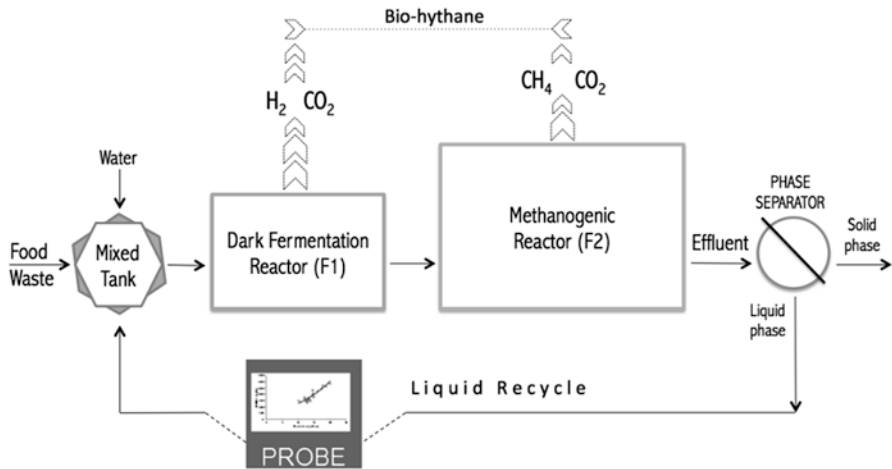 Bio-hythane
H₂ CO₂
CH₄ CO₂
Water
Food
Waste
Mixed
Tank
Dark Fermentation
Reactor (F1)
Methanogenic
Reactor (F2)
Effluent
PHASE
SEPARATOR
Solid
phase
Liquid
phase
Liquid Recycle
PROBE